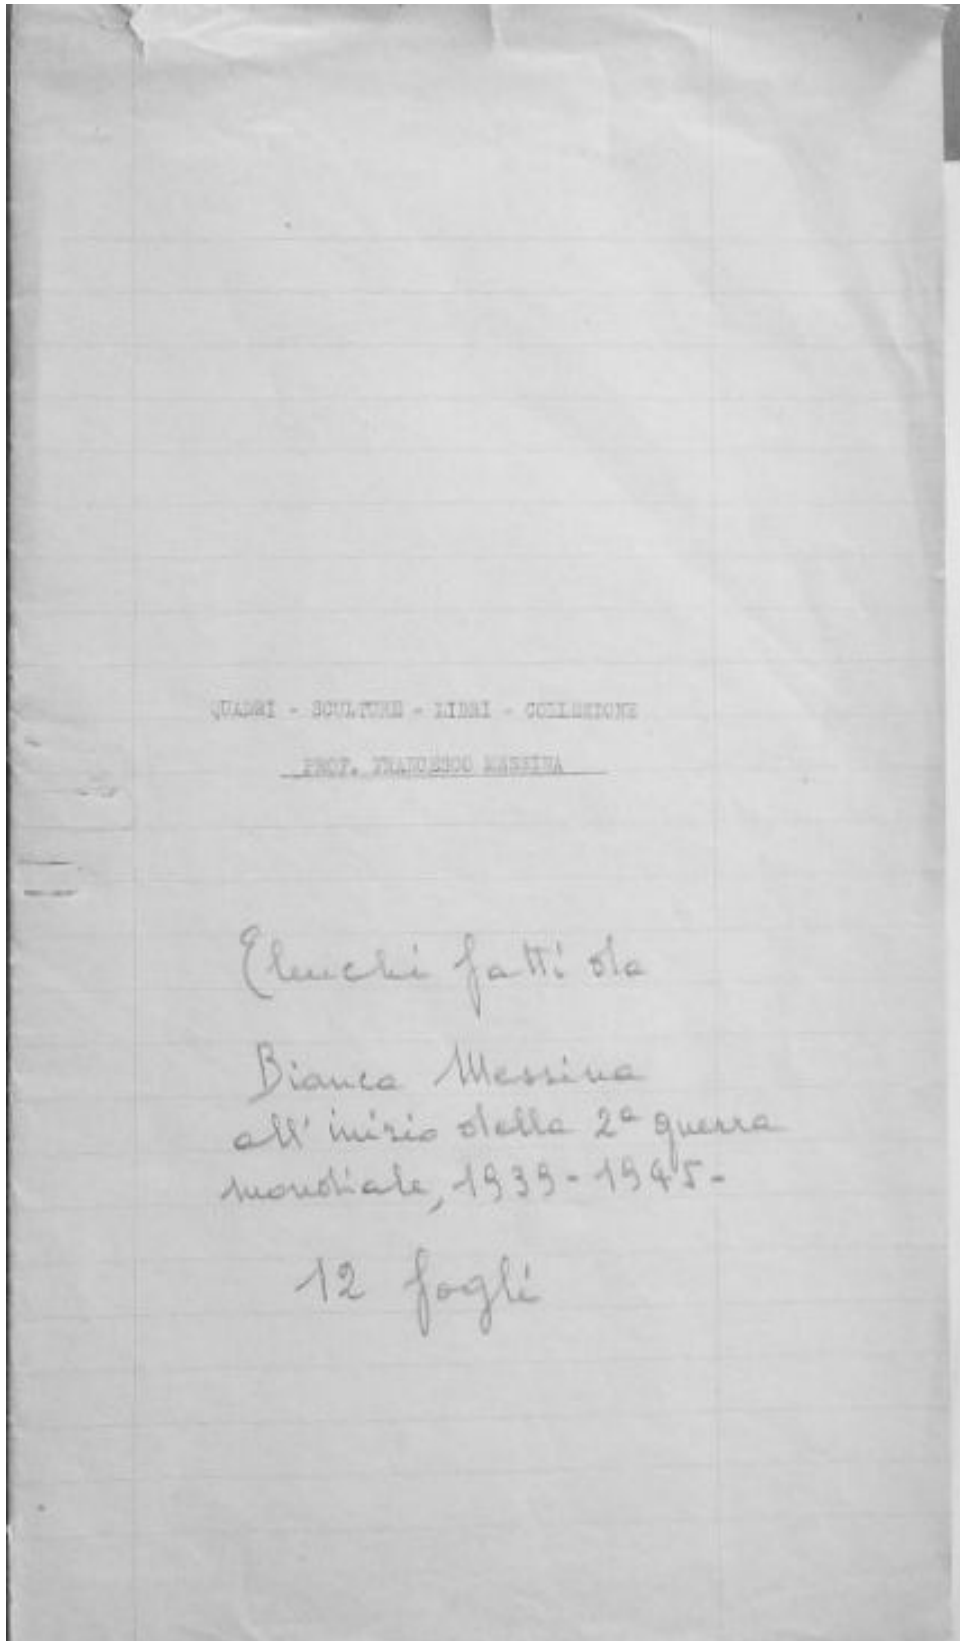 QUADRI - SCULTURE - LIBRI - COLLEZIONE
PROF. FRANCESCO MESSINA
Elenchi fatti da
Bianca Messina
all'inizio della 2ª guerra
mondiale, 1939-1945-
12 fogli